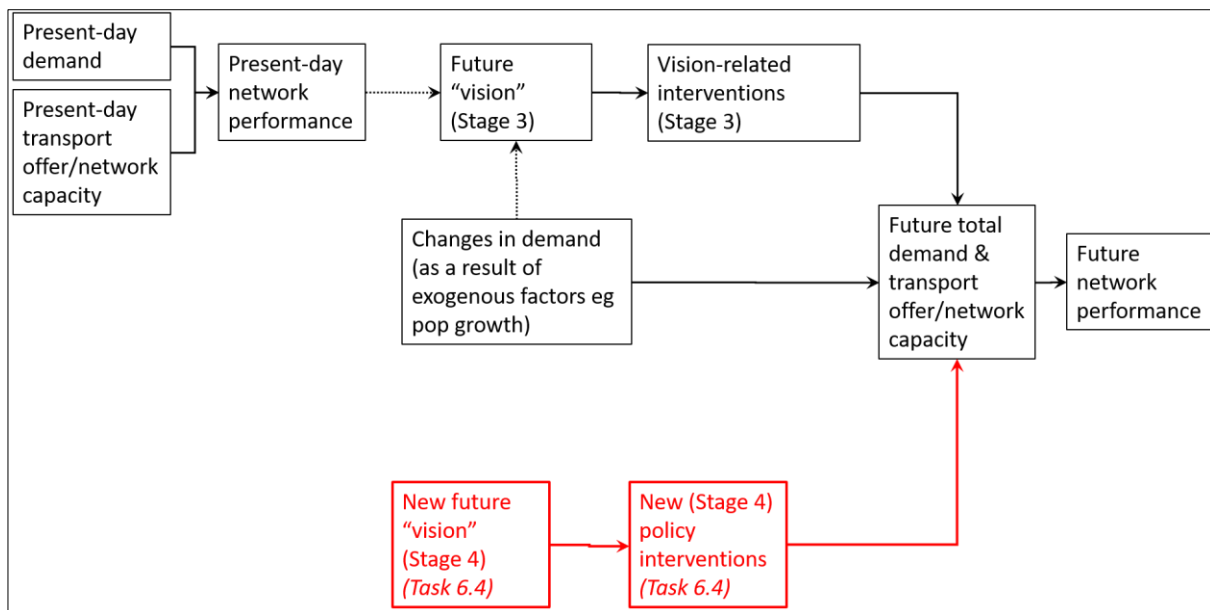 Present-day
demand
Present-day
transport
offer/network
capacity
Present-day
network
performance
Future
“vision”
(Stage 3)
Vision-related
interventions
(Stage 3)
Changes in demand
(as a result of
exogenous factors eg
pop growth)
Future total
demand &
transport
offer/network
capacity
Future
network
performance
New future
“vision”
(Stage 4)
(Task 6.4)
New (Stage 4)
policy
interventions
(Task 6.4)